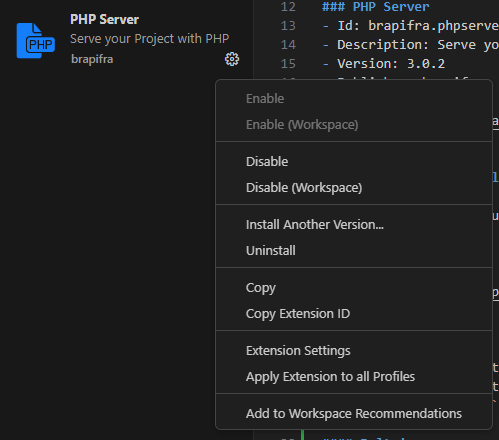 PHP Server
Serve your Project with PHP
brapifra
PHP
12 ### PHP Server
13 - Id: brapifra.phpserve
14 - Description: Serve yo
15 - Version: 3.0.2
Enable
Enable (Workspace)
Disable
Disable (Workspace)
Install Another Version...
Uninstall
Copy
Copy Extension ID
Extension Settings
Apply Extension to all Profiles
Add to Workspace Recommendations